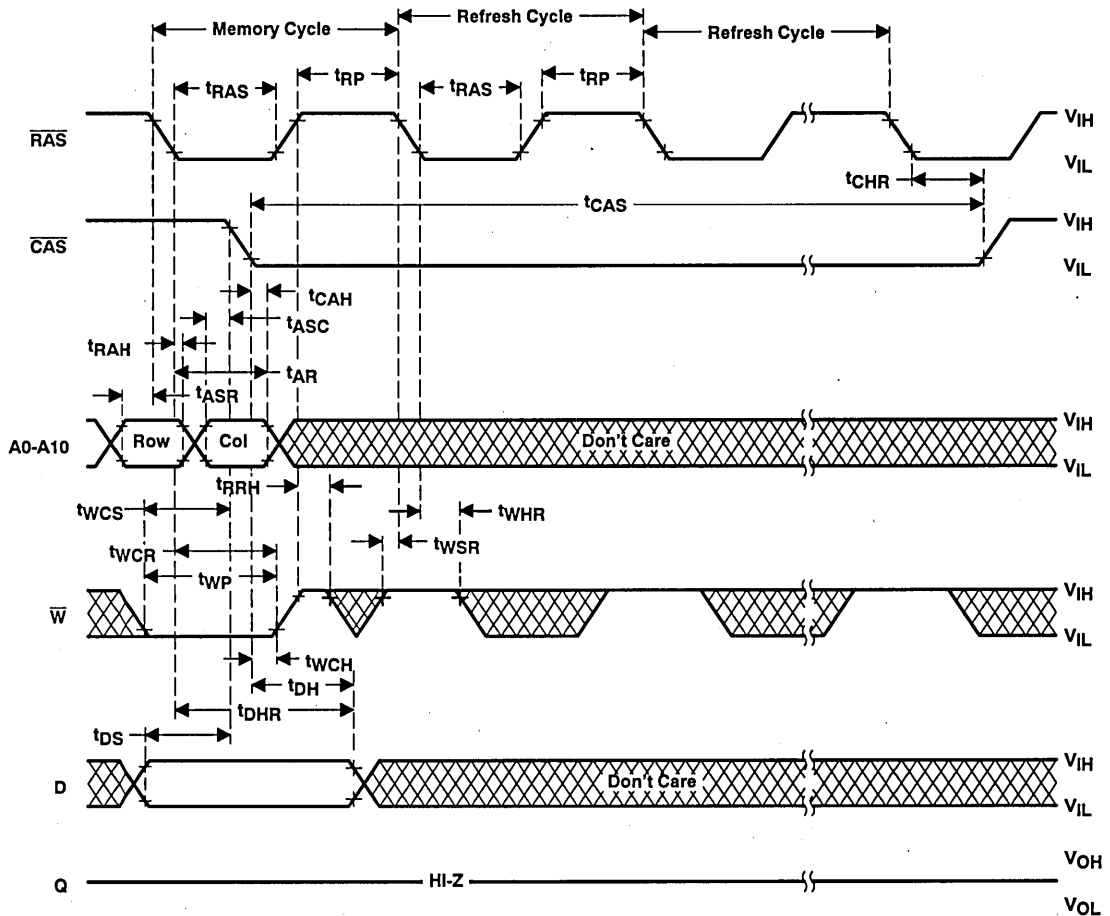 Memory Cycle
Refresh Cycle
Refresh Cycle
tRAS
tRP
tRAS
tRP
RAS
VIH
VIL
tCHR
tCAS
CAS
VIH
VIL
tCAH
tASC
tRAH
tAR
tASR
A0-A10
Row
Col
Don't Care
VIH
VIL
tRRH
tWCS
tWHR
tWSR
tWCR
tWP
W
VIH
VIL
tWCH
tDH
tDHR
tDS
D
Don't Care
VIH
VIL
Q
HI-Z
VOH
VOL